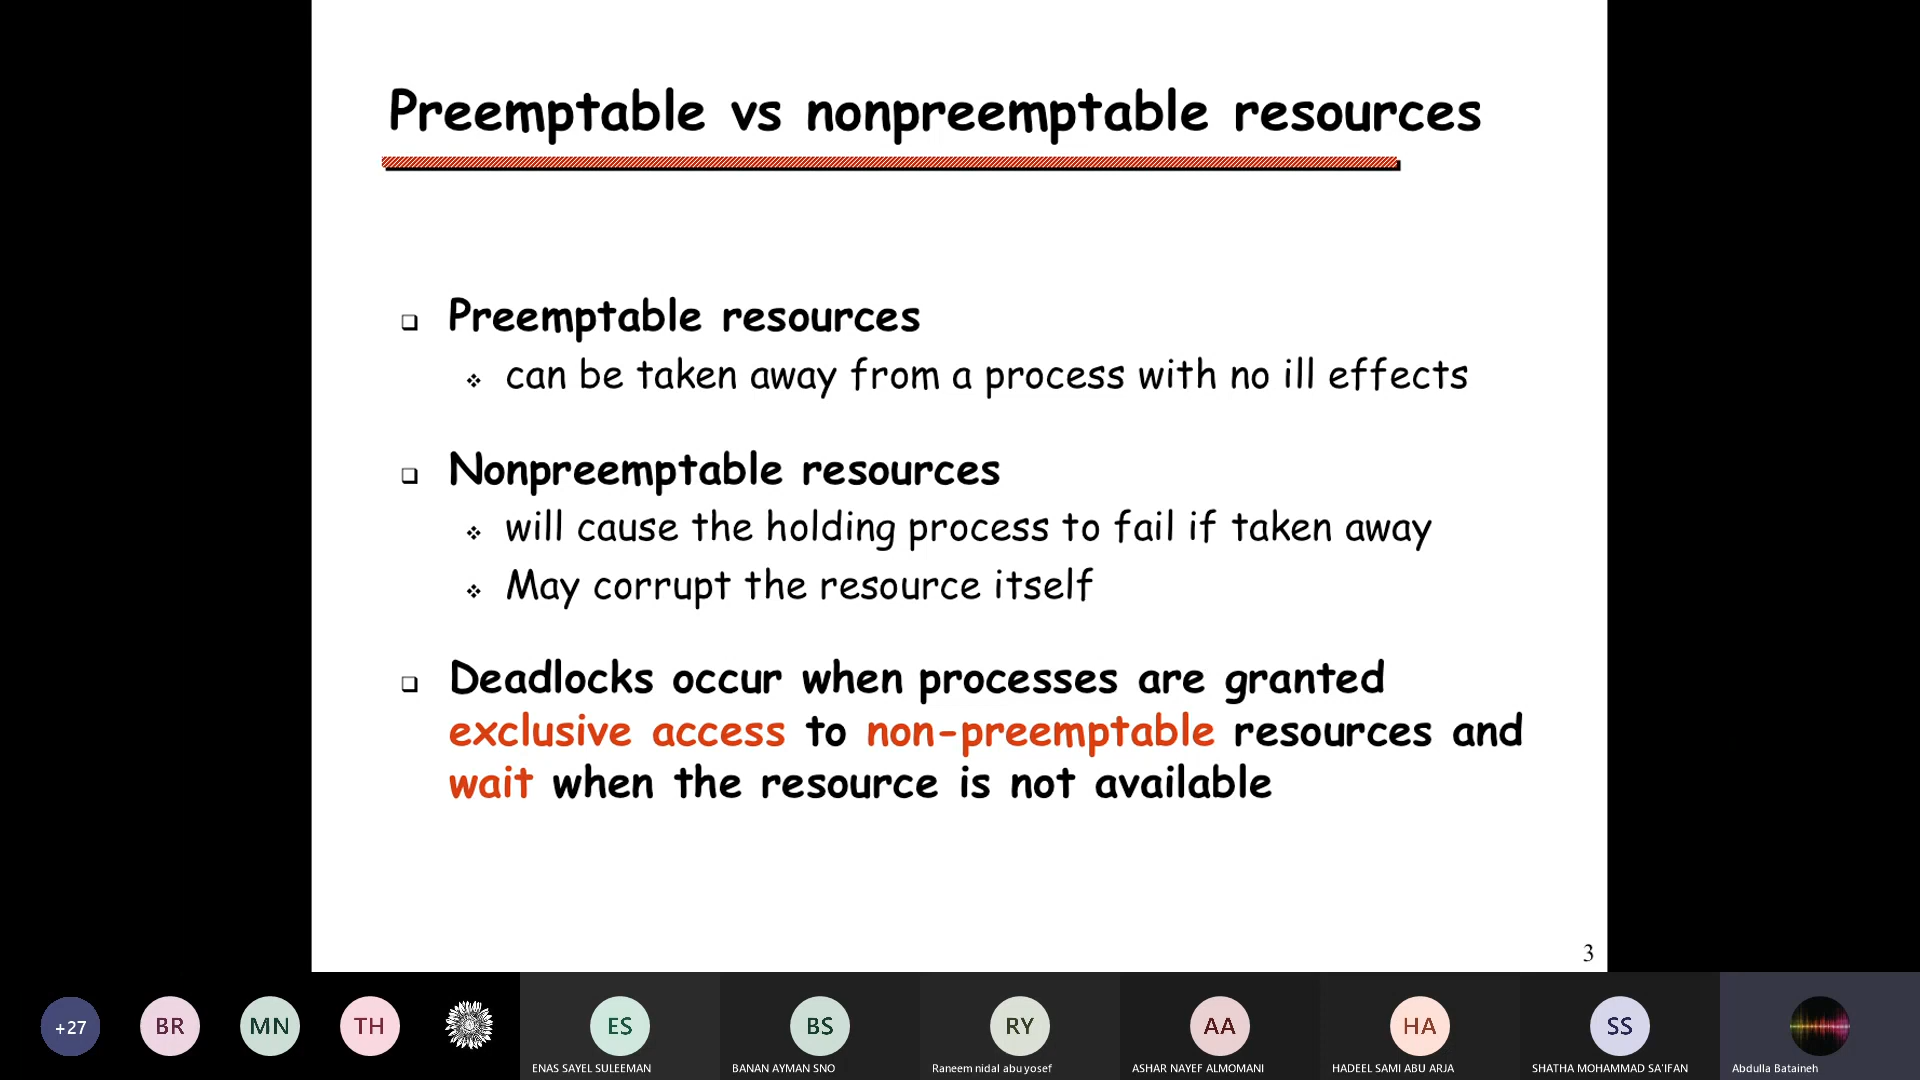 Preemptable vs nonpreemptable resources
❑ Preemptable resources
❖ can be taken away from a process with no ill effects
❑ Nonpreemptable resources
❖ will cause the holding process to fail if taken away
❖ May corrupt the resource itself
❑ Deadlocks occur when processes are granted
exclusive access to non-preemptable resources and
wait when the resource is not available
3
+27
BR
MN
TH
ES
BS
RY
AA
HA
SS
ENAS SAYEL SULEEMAN
BANAN AYMAN SNO
Raneem nidal abu yosef
ASHAR NAYEF ALMOMANI
HADEEL SAMI ABU ARJA
SHATHA MOHAMMAD SA'IFAN
Abdulla Bataineh